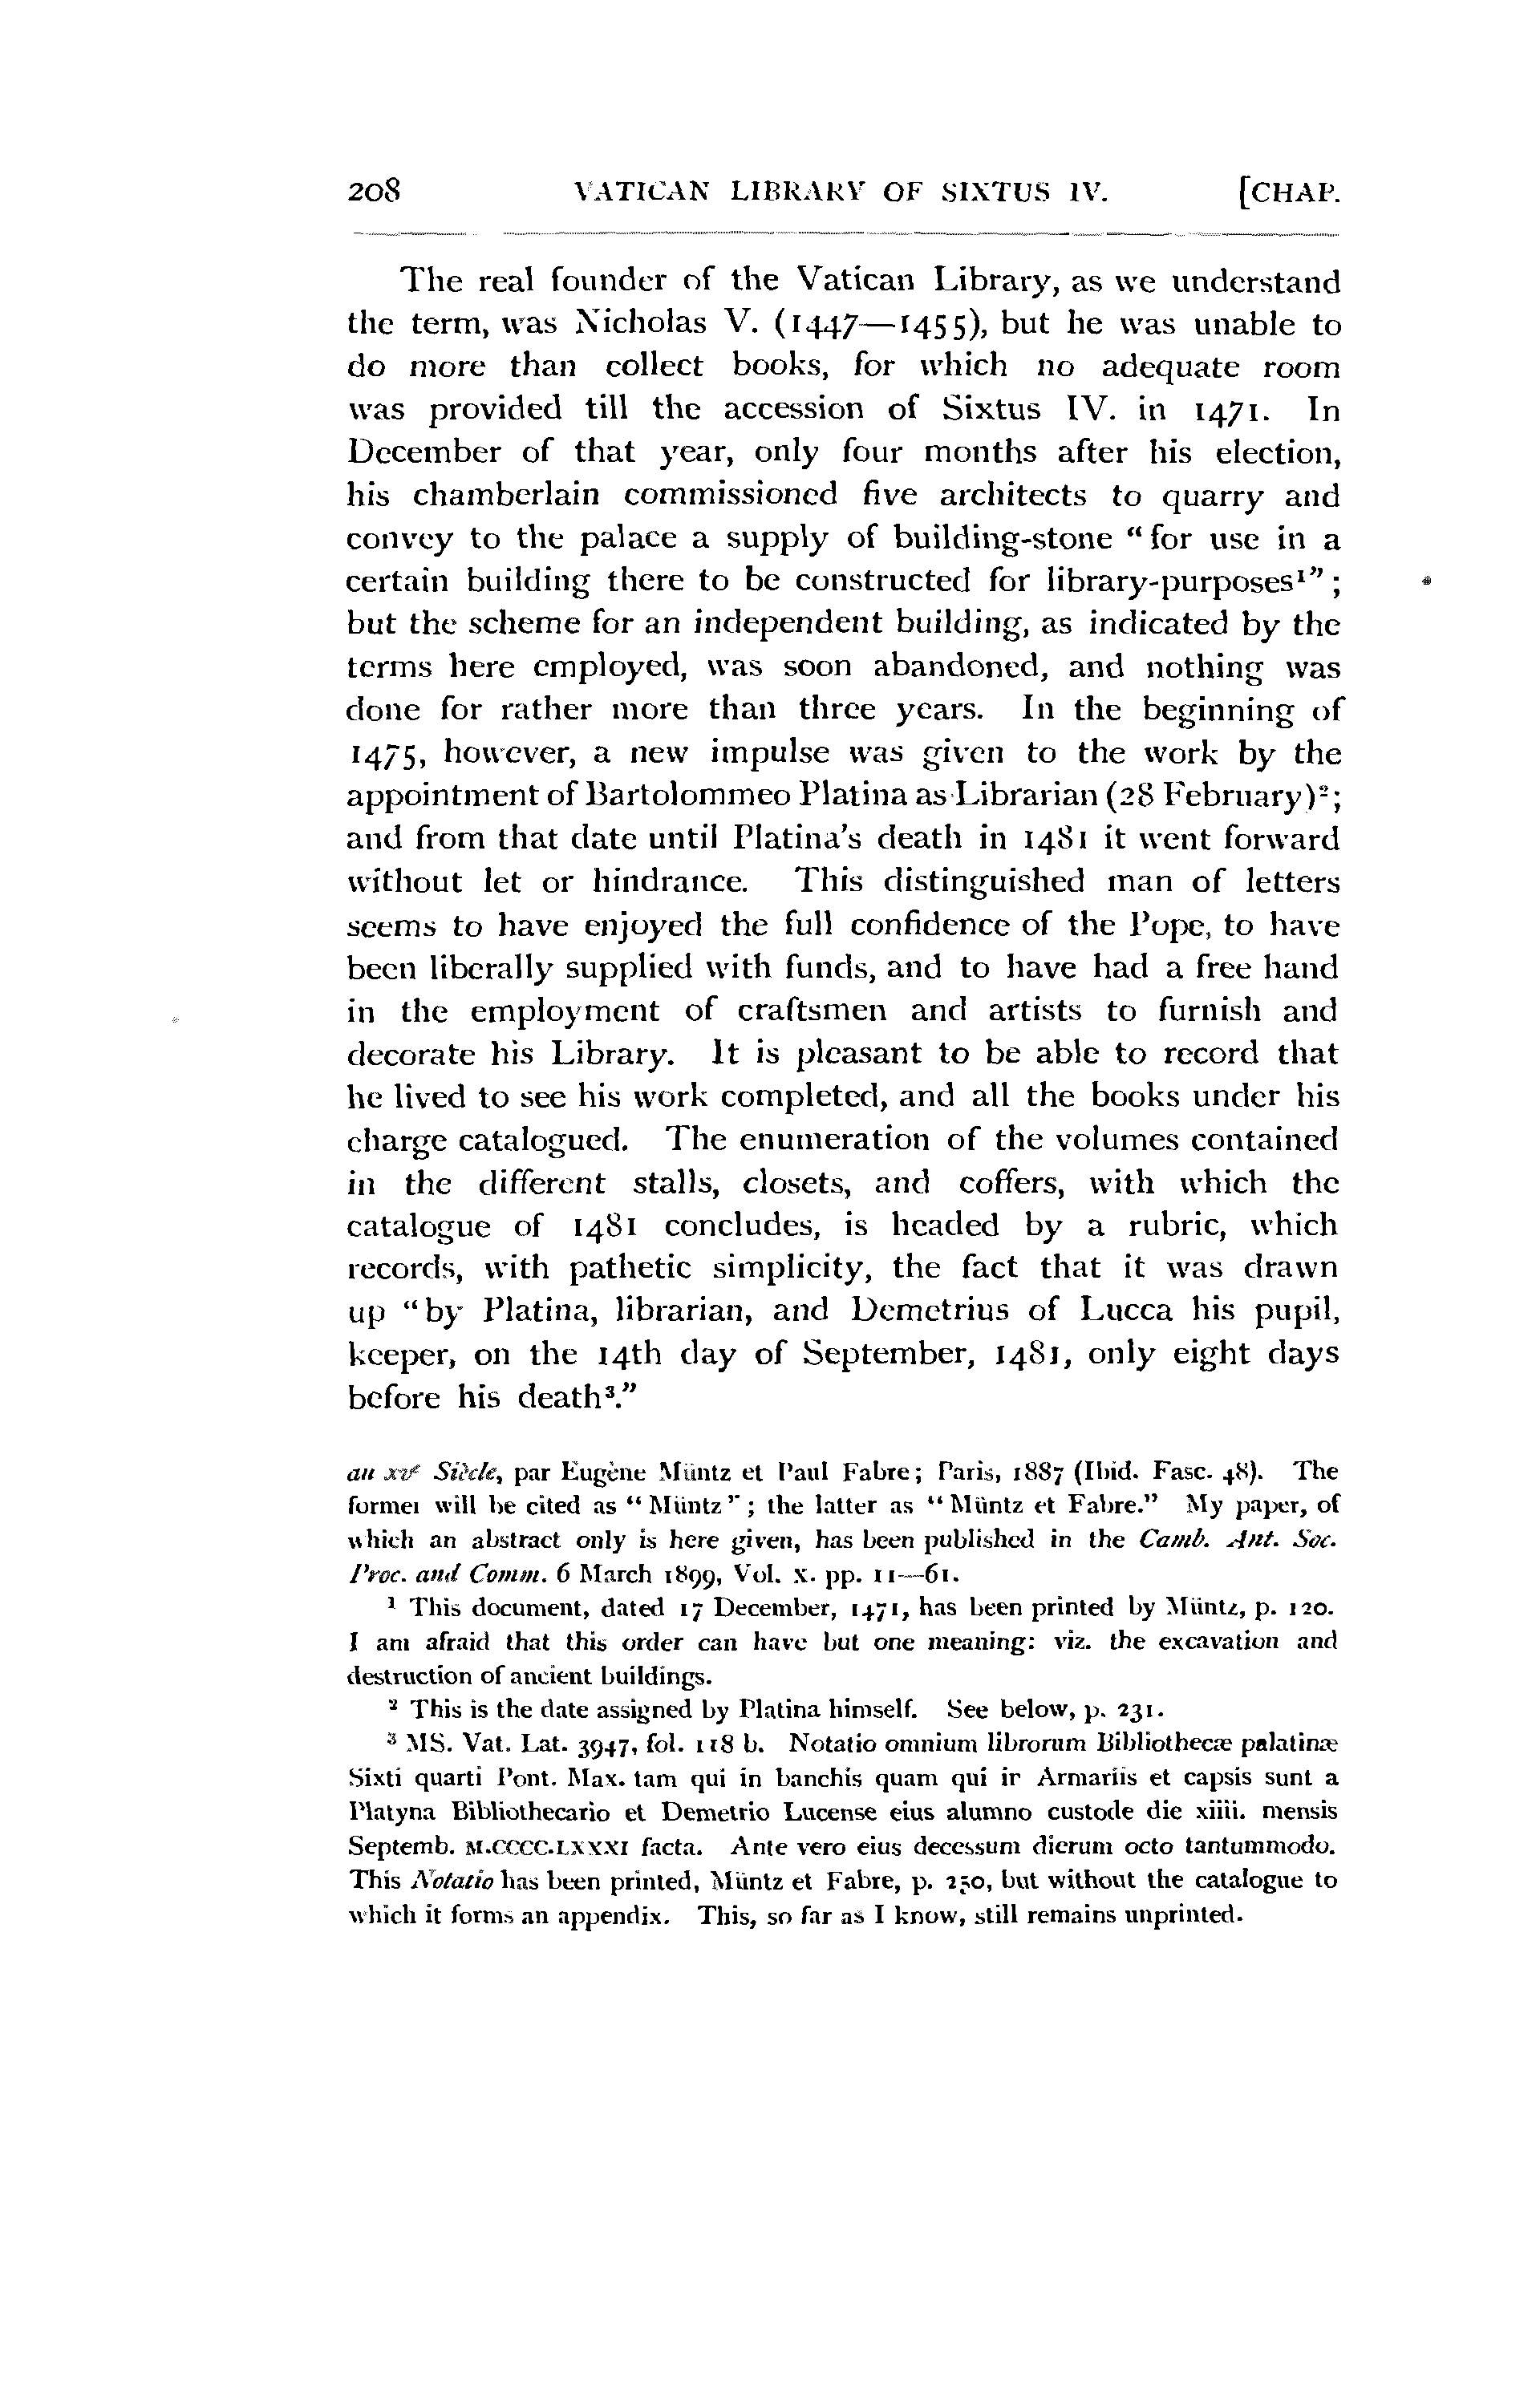 208 VATICAN LIBRARY OF SIXTUS IV. [CHAP.
The real founder of the Vatican Library, as we understand
the term, was Nicholas V. (1447—1455), but he was unable to
do more than collect books, for which no adequate room
was provided till the accession of Sixtus IV. in 1471. In
December of that year, only four months after his election,
his chamberlain commissioned five architects to quarry and
convey to the palace a supply of building-stone “for use in a
certain building there to be constructed for library-purposes¹”;
but the scheme for an independent building, as indicated by the
terms here employed, was soon abandoned, and nothing was
done for rather more than three years. In the beginning of
1475, however, a new impulse was given to the work by the
appointment of Bartolommeo Platina as Librarian (28 February)²;
and from that date until Platina’s death in 1481 it went forward
without let or hindrance. This distinguished man of letters
seems to have enjoyed the full confidence of the Pope, to have
been liberally supplied with funds, and to have had a free hand
in the employment of craftsmen and artists to furnish and
decorate his Library. It is pleasant to be able to record that
he lived to see his work completed, and all the books under his
charge catalogued. The enumeration of the volumes contained
in the different stalls, closets, and coffers, with which the
catalogue of 1481 concludes, is headed by a rubric, which
records, with pathetic simplicity, the fact that it was drawn
up “by Platina, librarian, and Demetrius of Lucca his pupil,
keeper, on the 14th day of September, 1481, only eight days
before his death³.”
au xvᵉ Siècle, par Eugène Müntz et Paul Fabre; Paris, 1887 (Ibid. Fasc. 48). The
former will be cited as “Müntz”; the latter as “Müntz et Fabre.” My paper, of
which an abstract only is here given, has been published in the Camb. Ant. Soc.
Proc. and Comm. 6 March 1899, Vol. X. pp. 11—61.
¹ This document, dated 17 December, 1471, has been printed by Müntz, p. 120.
I am afraid that this order can have but one meaning: viz. the excavation and
destruction of ancient buildings.
² This is the date assigned by Platina himself. See below, p. 231.
³ MS. Vat. Lat. 3947, fol. 118 b. Notatio omnium librorum Bibliothecæ palatinæ
Sixti quarti Pont. Max. tam qui in banchis quam qui ir Armariis et capsis sunt a
Platyna Bibliothecario et Demetrio Lucense eius alumno custode die xiiii. mensis
Septemb. M.CCCC.LXXXI facta. Ante vero eius decessum dierum octo tantummodo.
This Notatio has been printed, Müntz et Fabre, p. 250, but without the catalogue to
which it forms an appendix. This, so far as I know, still remains unprinted.